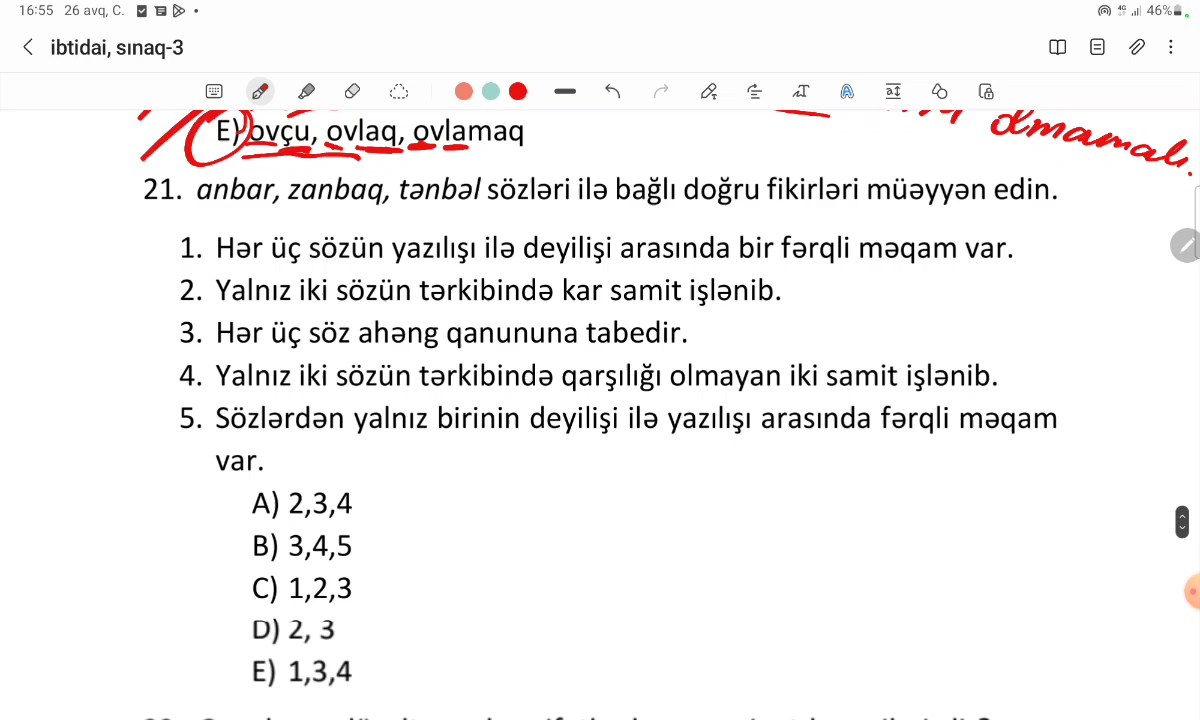 16:55 26 avq, C. 4G 46%
ibtidai, sınaq-3
E) ovçu, ovlaq, ovlamaq
olmamalı.
21. anbar, zanbaq, tənbəl sözləri ilə bağlı doğru fikirləri müəyyən edin.
1. Hər üç sözün yazılışı ilə deyilişi arasında bir fərqli məqam var.
2. Yalnız iki sözün tərkibində kar samit işlənib.
3. Hər üç söz ahəng qanununa tabedir.
4. Yalnız iki sözün tərkibində qarşılığı olmayan iki samit işlənib.
5. Sözlərdən yalnız birinin deyilişi ilə yazılışı arasında fərqli məqam
var.
A) 2,3,4
B) 3,4,5
C) 1,2,3
D) 2, 3
E) 1,3,4